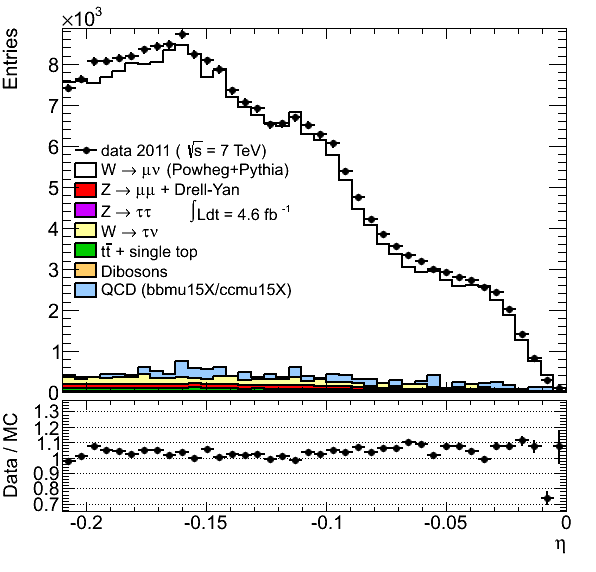 ×10³
Entries
8
7
6
5
4
3
2
1
0
data 2011 ( √s = 7 TeV)
W → μν (Powheg+Pythia)
Z → μμ + Drell-Yan
Z → ττ
∫Ldt = 4.6 fb⁻¹
W → τν
tt̅ + single top
Dibosons
QCD (bbmu15X/ccmu15X)
Data / MC
1.3
1.2
1.1
1
0.9
0.8
0.7
-0.2 -0.15 -0.1 -0.05 0
η